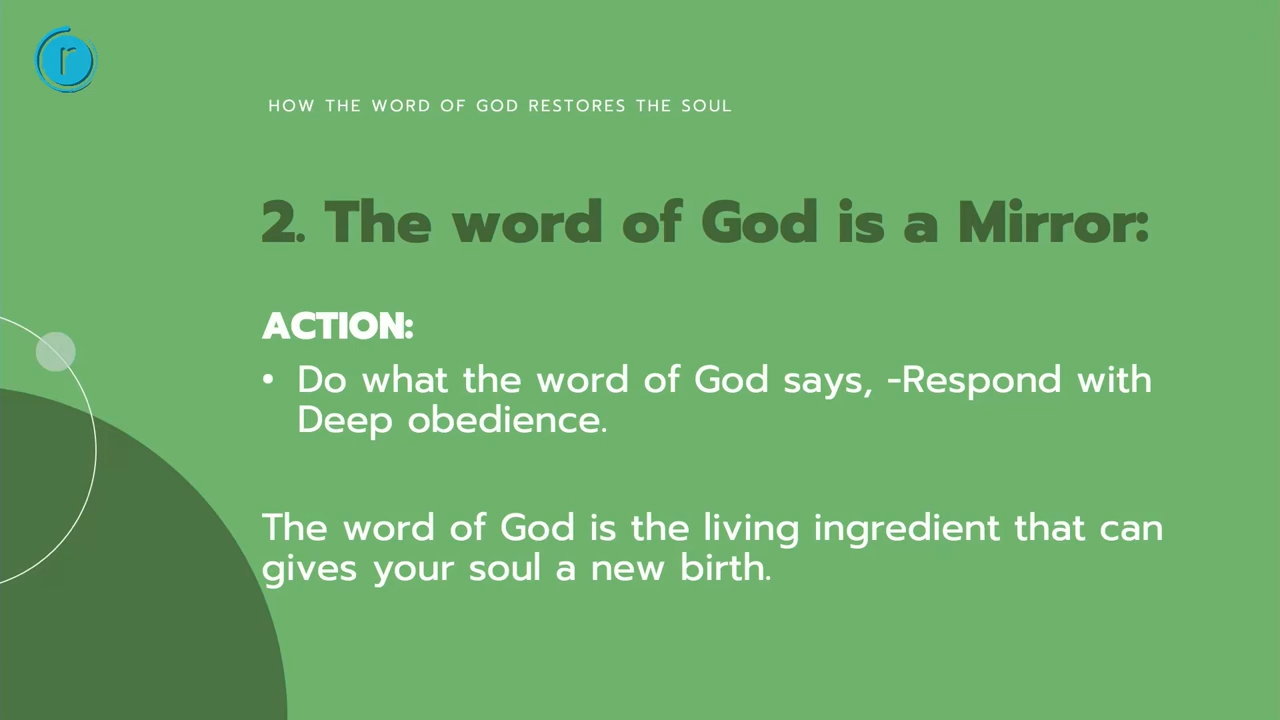 r
HOW THE WORD OF GOD RESTORES THE SOUL
2. The word of God is a Mirror:
ACTION:
• Do what the word of God says, -Respond with
Deep obedience.
The word of God is the living ingredient that can
gives your soul a new birth.